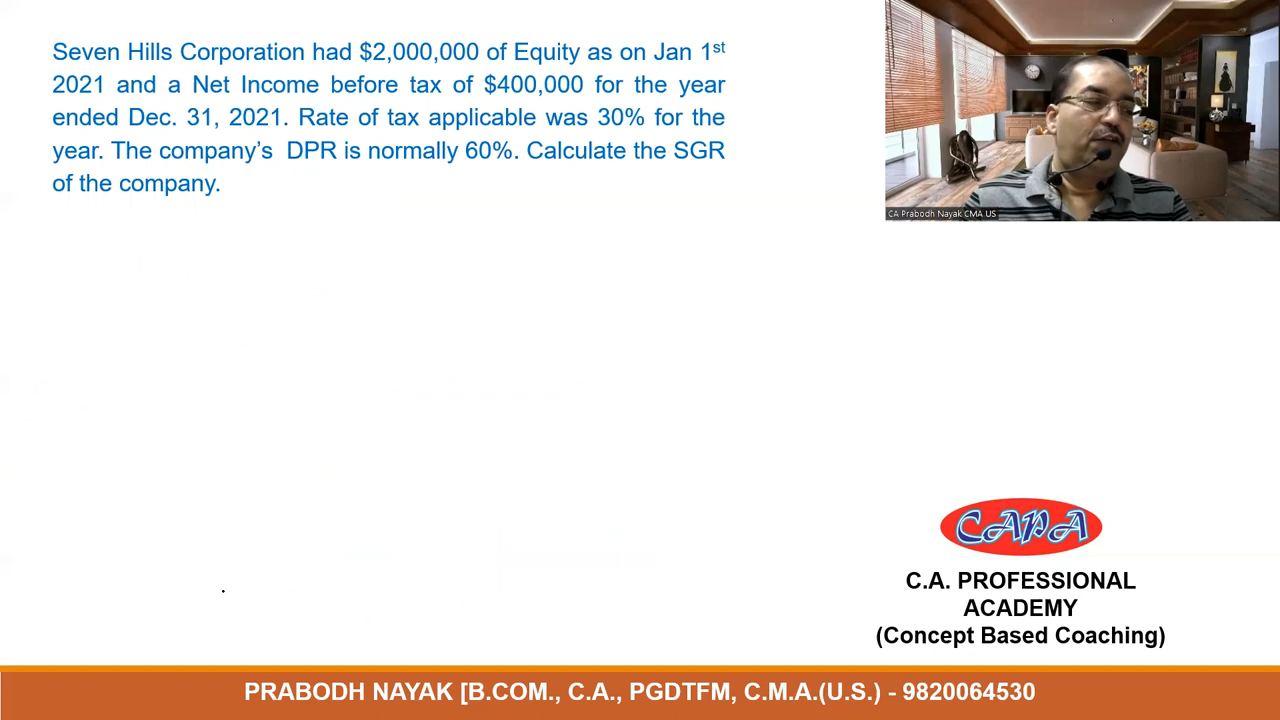 Seven Hills Corporation had $2,000,000 of Equity as on Jan 1st
2021 and a Net Income before tax of $400,000 for the year
ended Dec. 31, 2021. Rate of tax applicable was 30% for the
year. The company’s  DPR is normally 60%. Calculate the SGR
of the company.
CA Prabodh Nayak CMA US
CAPA
C.A. PROFESSIONAL
ACADEMY
(Concept Based Coaching)
PRABODH NAYAK [B.COM., C.A., PGDTFM, C.M.A.(U.S.) - 9820064530